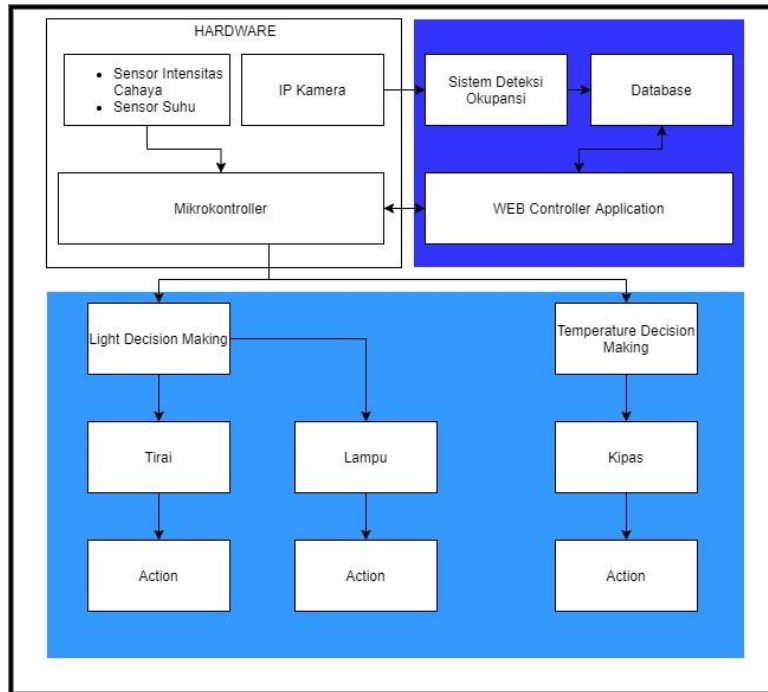 HARDWARE
• Sensor Intensitas
Cahaya
• Sensor Suhu
IP Kamera
Sistem Deteksi
Okupansi
Database
Mikrokontroller
WEB Controller Application
Light Decision Making
Temperature Decision
Making
Tirai
Lampu
Kipas
Action
Action
Action